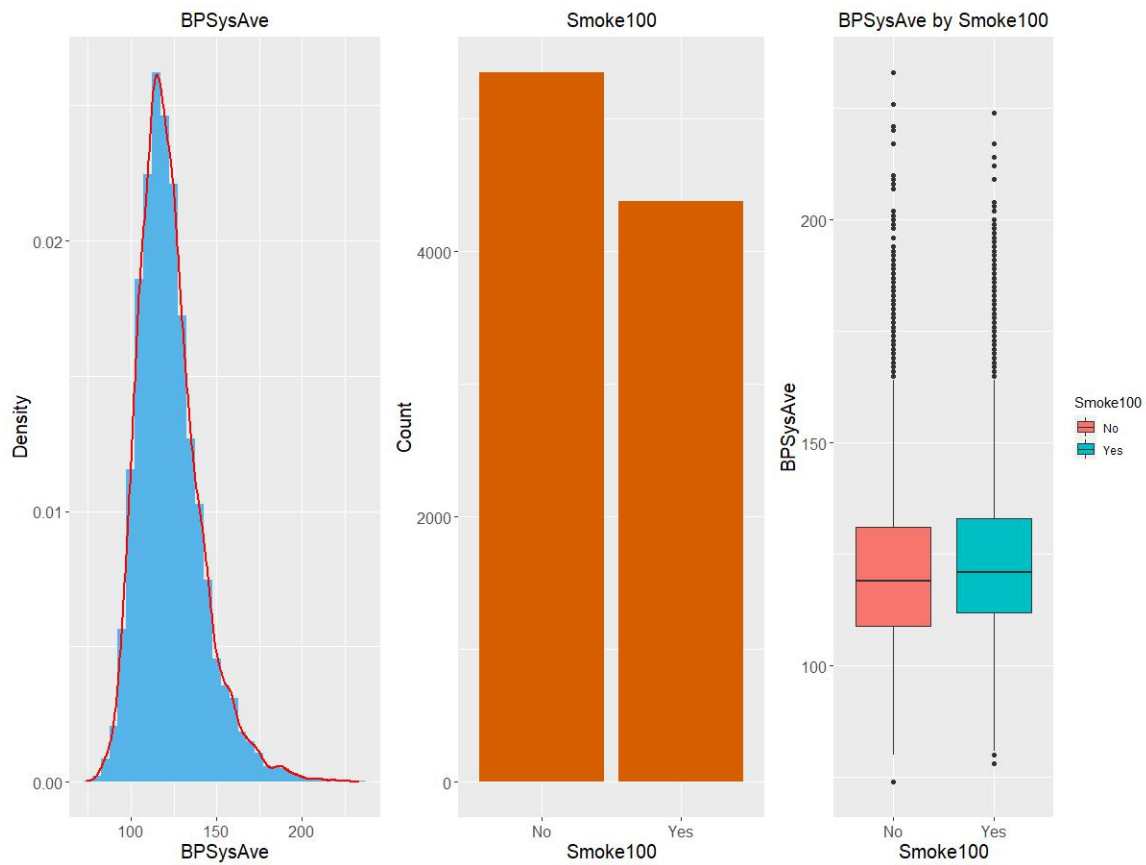 BPSysAve
Density
0.02
0.01
0.00
100 150 200
BPSysAve
Smoke100
Count
4000
2000
0
No Yes
Smoke100
BPSysAve by Smoke100
BPSysAve
200
150
100
No Yes
Smoke100
Smoke100
No
Yes